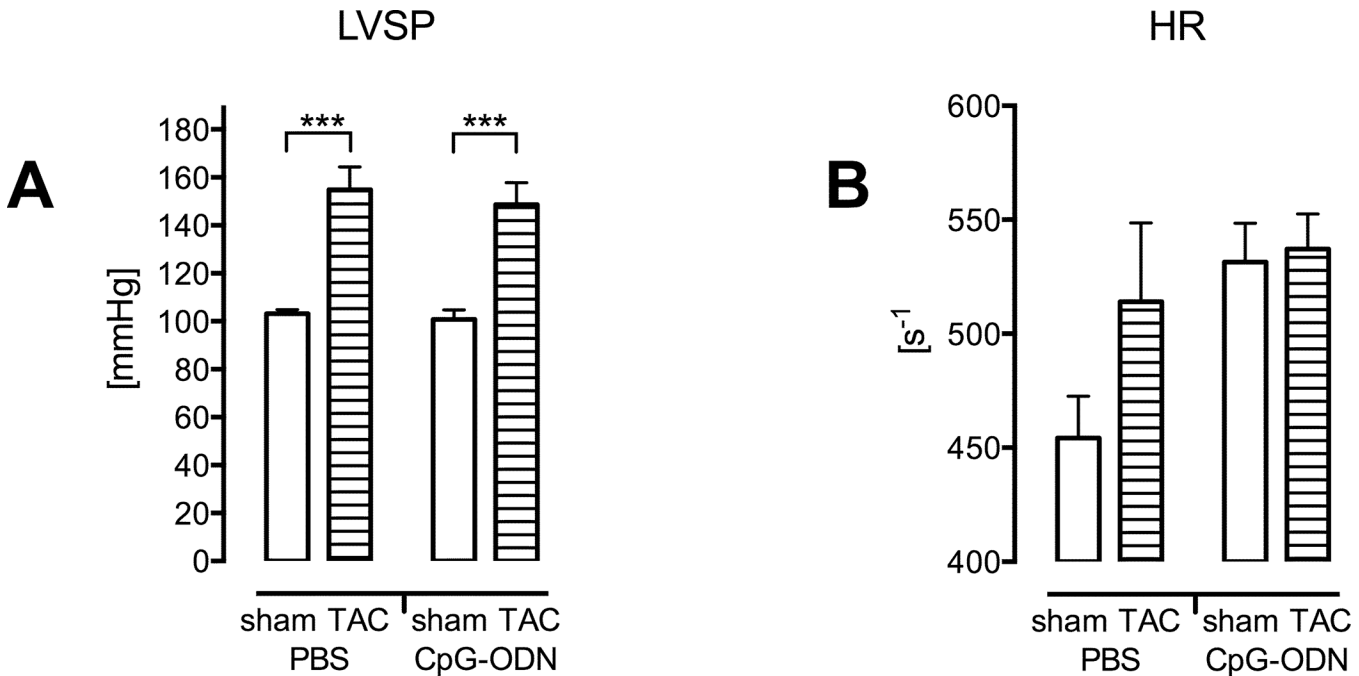 LVSP
A
[mmHg]
180
160
140
120
100
80
60
40
20
0
***
***
sham TAC
sham TAC
PBS
CpG-ODN
HR
B
[s-1]
600
550
500
450
400
sham TAC
sham TAC
PBS
CpG-ODN